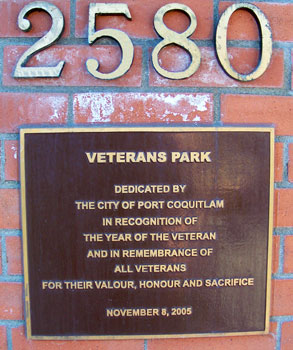 2580
VETERANS PARK
DEDICATED BY
THE CITY OF PORT COQUITLAM
IN RECOGNITION OF
THE YEAR OF THE VETERAN
AND IN REMEMBRANCE OF
ALL VETERANS
FOR THEIR VALOUR, HONOUR AND SACRIFICE
NOVEMBER 8, 2005